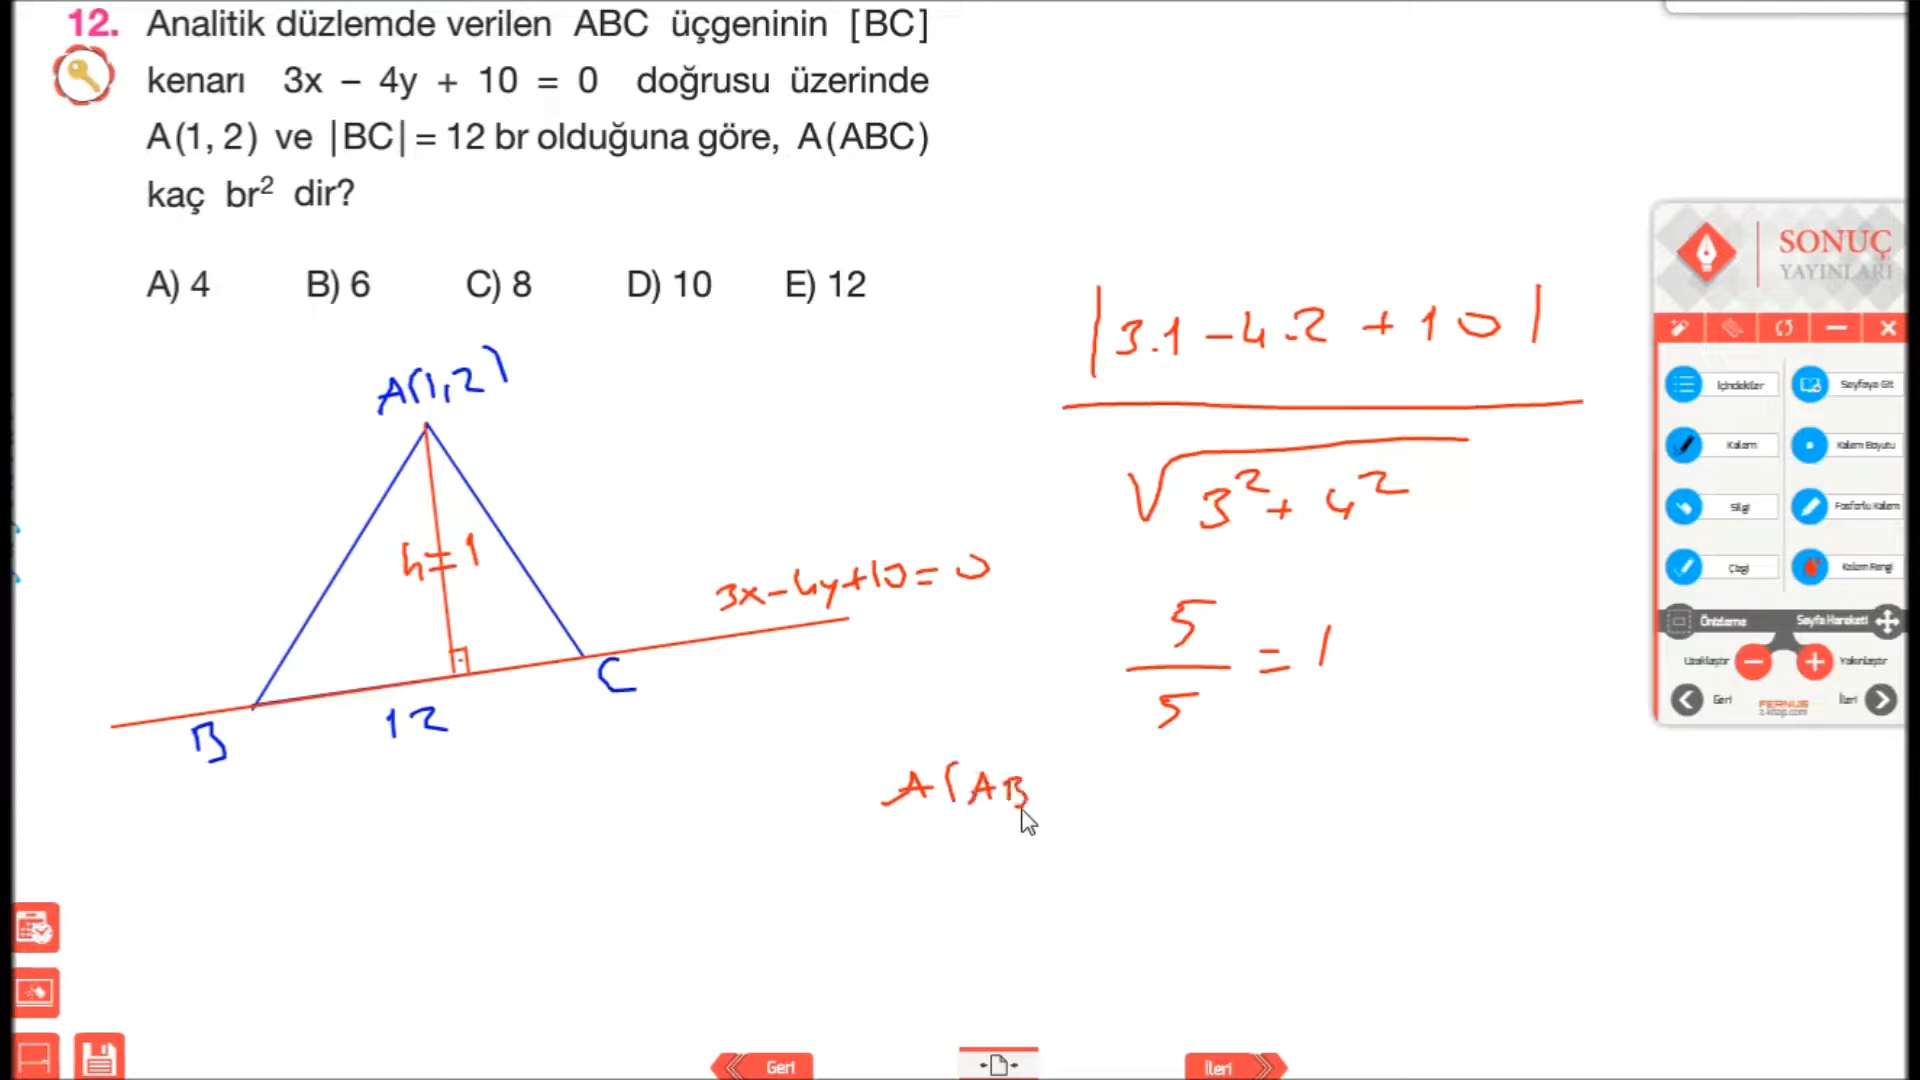 12. Analitik düzlemde verilen ABC üçgeninin [BC]
kenarı 3x – 4y + 10 = 0 doğrusu üzerinde
A(1, 2) ve |BC| = 12 br olduğuna göre, A(ABC)
kaç br² dir?
A) 4 B) 6 C) 8 D) 10 E) 12
A(1,2)
h=1
3x-4y+10=0
B
12
C
|3.1-4.2+10|
√3²+4²
5
5
=1
A(AB
SONUÇ
YAYINLARI
İçindekiler
Sayfaya Git
Kalem
Kalem Boyutu
Silgi
Fosforlu Kalem
Çizgi
Kalem Rengi
Önizleme
Sayfa Hareketi
Uzaklaştır
Yakınlaştır
Geri
FERNUS
z-kitap.com
İleri
Geri
İleri